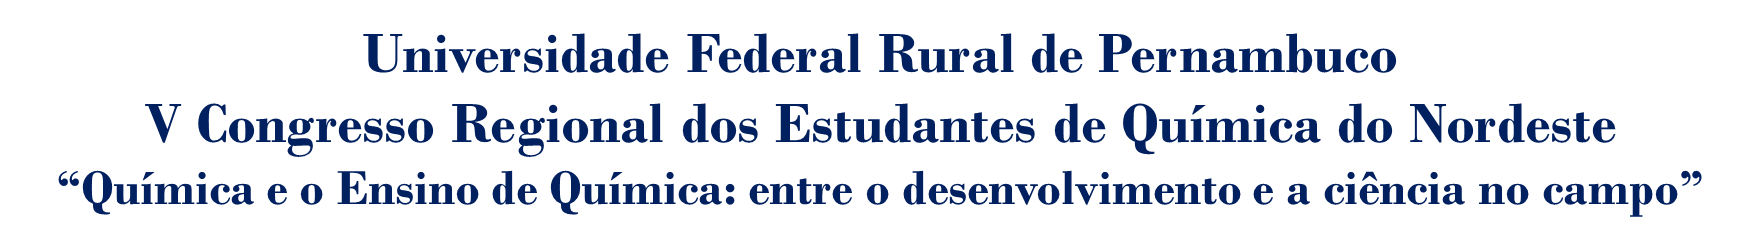 Universidade Federal Rural de Pernambuco
V Congresso Regional dos Estudantes de Química do Nordeste
“Química e o Ensino de Química: entre o desenvolvimento e a ciência no campo”